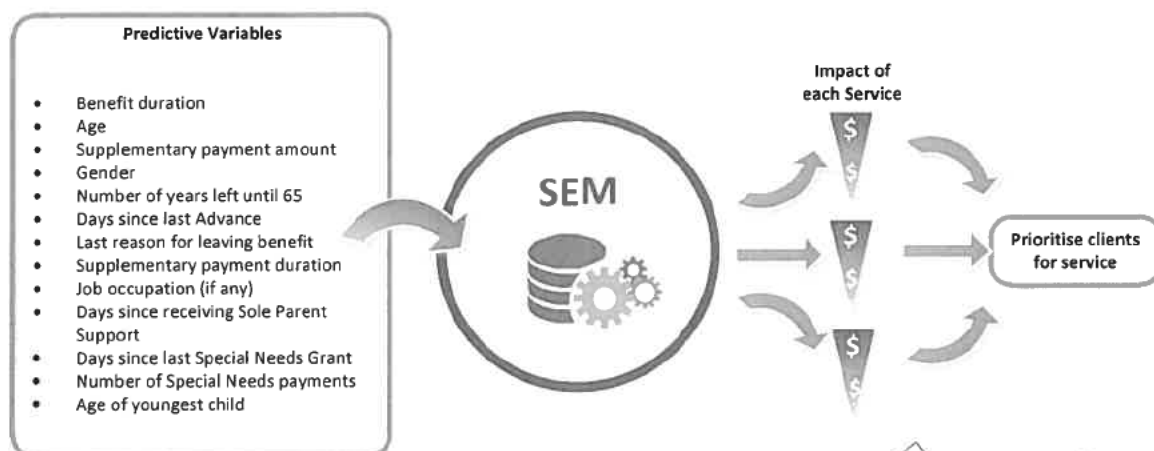 Predictive Variables
• Benefit duration
• Age
• Supplementary payment amount
• Gender
• Number of years left until 65
• Days since last Advance
• Last reason for leaving benefit
• Supplementary payment duration
• Job occupation (if any)
• Days since receiving Sole Parent
Support
• Days since last Special Needs Grant
• Number of Special Needs payments
• Age of youngest child
SEM
Impact of
each Service
$
$
$
$
$
$
Prioritise clients
for service